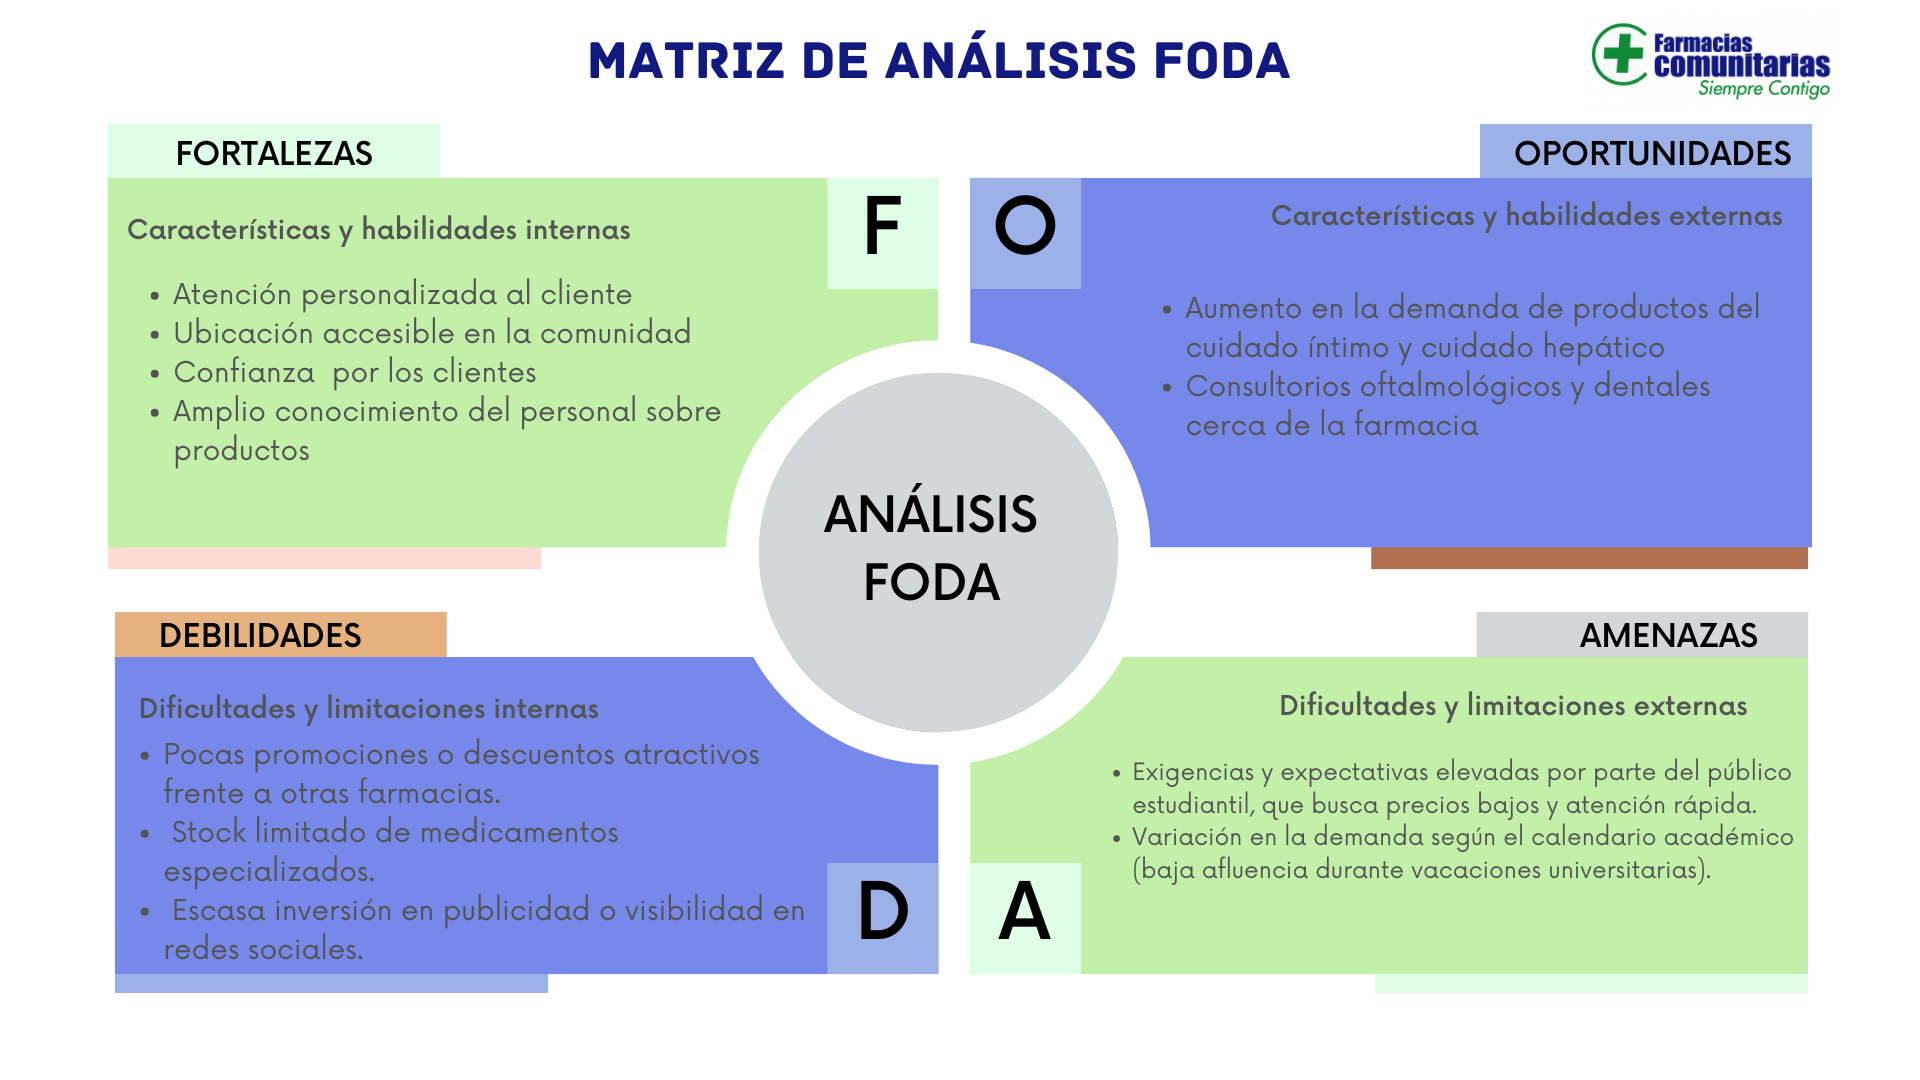 MATRIZ DE ANÁLISIS FODA
Farmacias
comunitarias
Siempre Contigo
FORTALEZAS
F
Características y habilidades internas
• Atención personalizada al cliente
• Ubicación accesible en la comunidad
• Confianza  por los clientes
• Amplio conocimiento del personal sobre
productos
OPORTUNIDADES
O
Características y habilidades externas
• Aumento en la demanda de productos del
cuidado íntimo y cuidado hepático
• Consultorios oftalmológicos y dentales
cerca de la farmacia
ANÁLISIS
FODA
DEBILIDADES
Dificultades y limitaciones internas
• Pocas promociones o descuentos atractivos
frente a otras farmacias.
• Stock limitado de medicamentos
especializados.
• Escasa inversión en publicidad o visibilidad en
redes sociales.
D
AMENAZAS
Dificultades y limitaciones externas
• Exigencias y expectativas elevadas por parte del público
estudiantil, que busca precios bajos y atención rápida.
• Variación en la demanda según el calendario académico
(baja afluencia durante vacaciones universitarias).
A